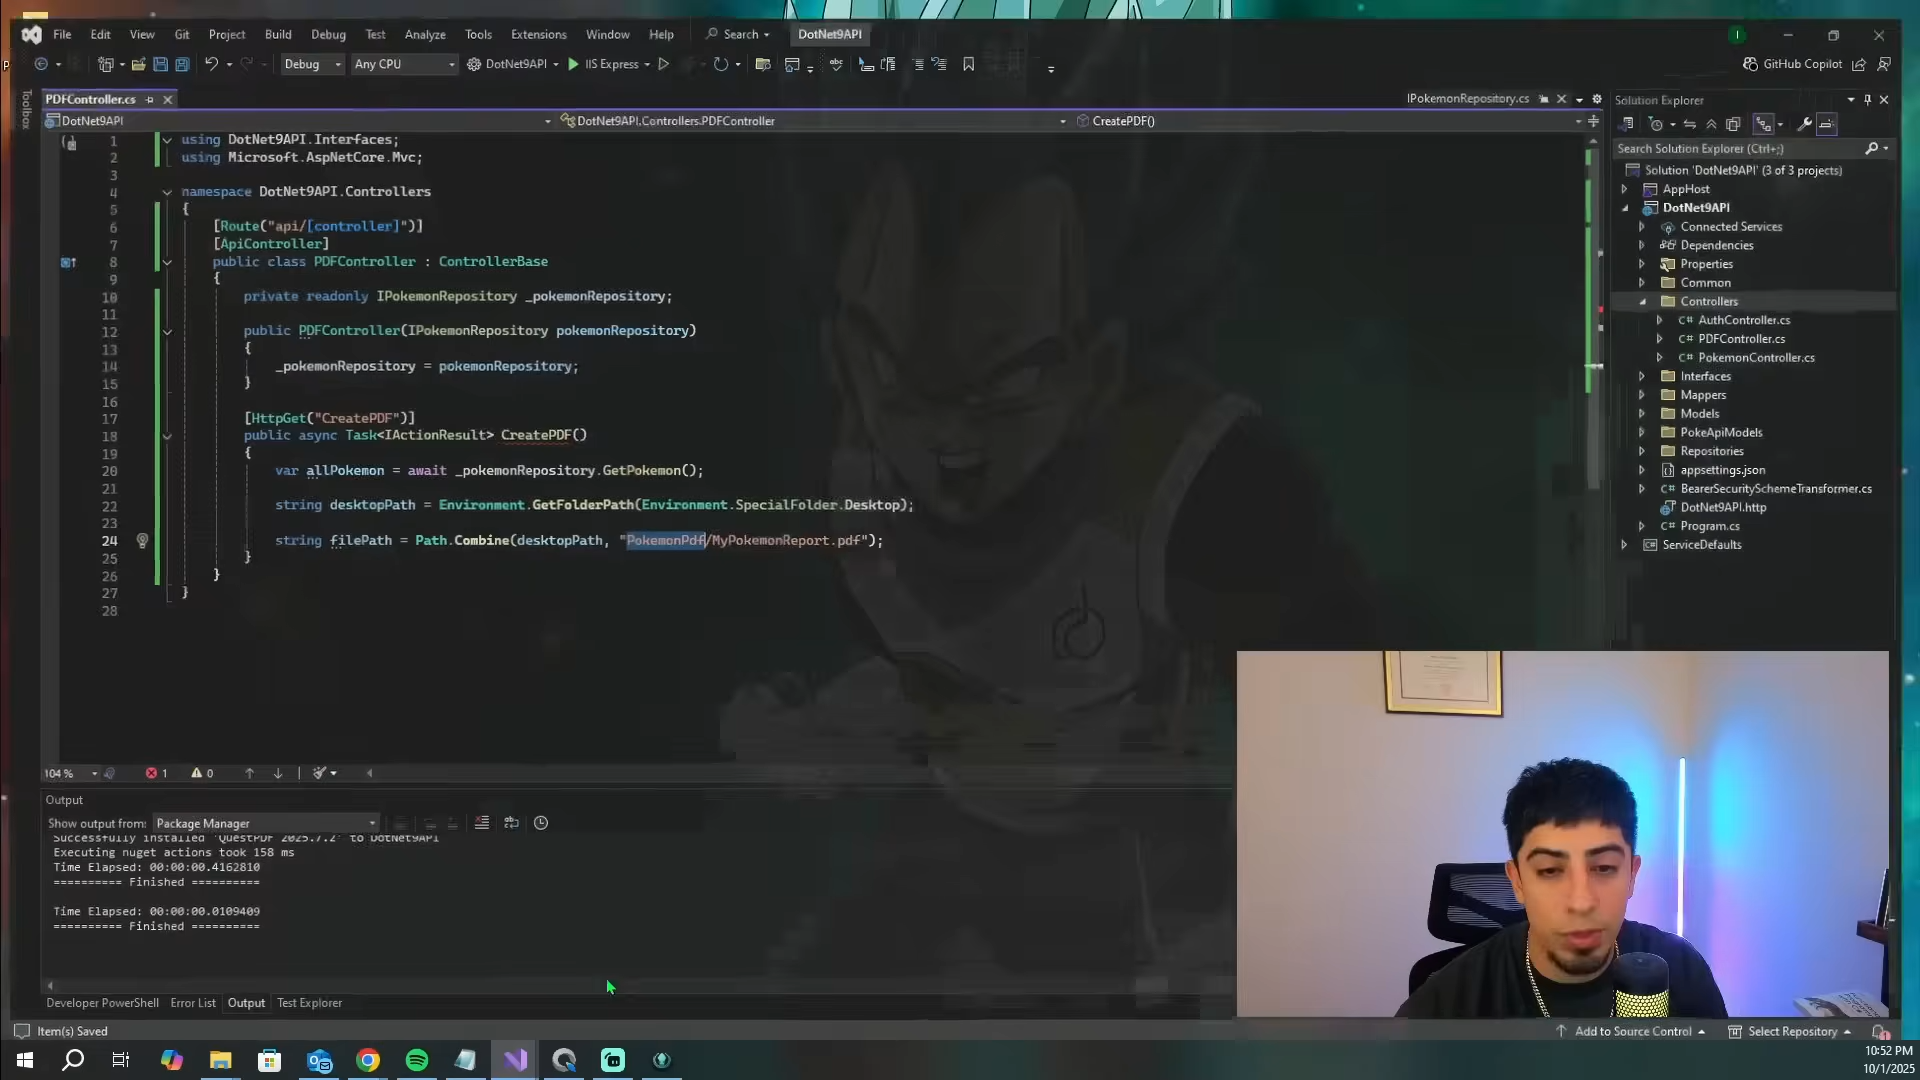 File Edit View Git Project Build Debug Test Analyze Tools Extensions Window Help Search DotNet9API
Debug Any CPU DotNet9API IIS Express GitHub Copilot
Toolbox
PDFController.cs IPokemonRepository.cs
DotNet9API DotNet9API.Controllers.PDFController CreatePDF()
1 using DotNet9API.Interfaces;
2 using Microsoft.AspNetCore.Mvc;
3
4 namespace DotNet9API.Controllers
5 {
6 [Route("api/[controller]")]
7 [ApiController]
8 public class PDFController : ControllerBase
9 {
10 private readonly IPokemonRepository _pokemonRepository;
11
12 public PDFController(IPokemonRepository pokemonRepository)
13 {
14 _pokemonRepository = pokemonRepository;
15 }
16
17 [HttpGet("CreatePDF")]
18 public async Task<IActionResult> CreatePDF()
19 {
20 var allPokemon = await _pokemonRepository.GetPokemon();
21
22 string desktopPath = Environment.GetFolderPath(Environment.SpecialFolder.Desktop);
23
24 string filePath = Path.Combine(desktopPath, "PokemonPdf/MyPokemonReport.pdf");
25 }
26 }
27 }
28
104 % 1 0
Output
Show output from: Package Manager
Successfully installed 'QuestPDF 2025.7.2' to DotNet9API
Executing nuget actions took 158 ms
Time Elapsed: 00:00:00.4162810
========== Finished ==========
Time Elapsed: 00:00:00.0109409
========== Finished ==========
Developer PowerShell Error List Output Test Explorer
Item(s) Saved
Solution Explorer
Search Solution Explorer (Ctrl+;)
Solution 'DotNet9API' (3 of 3 projects)
AppHost
DotNet9API
Connected Services
Dependencies
Properties
Common
Controllers
C# AuthController.cs
C# PDFController.cs
C# PokemonController.cs
Interfaces
Mappers
Models
PokeApiModels
Repositories
appsettings.json
C# BearerSecuritySchemeTransformer.cs
DotNet9API.http
C# Program.cs
ServiceDefaults
Add to Source Control Select Repository
10:52 PM
10/1/2025